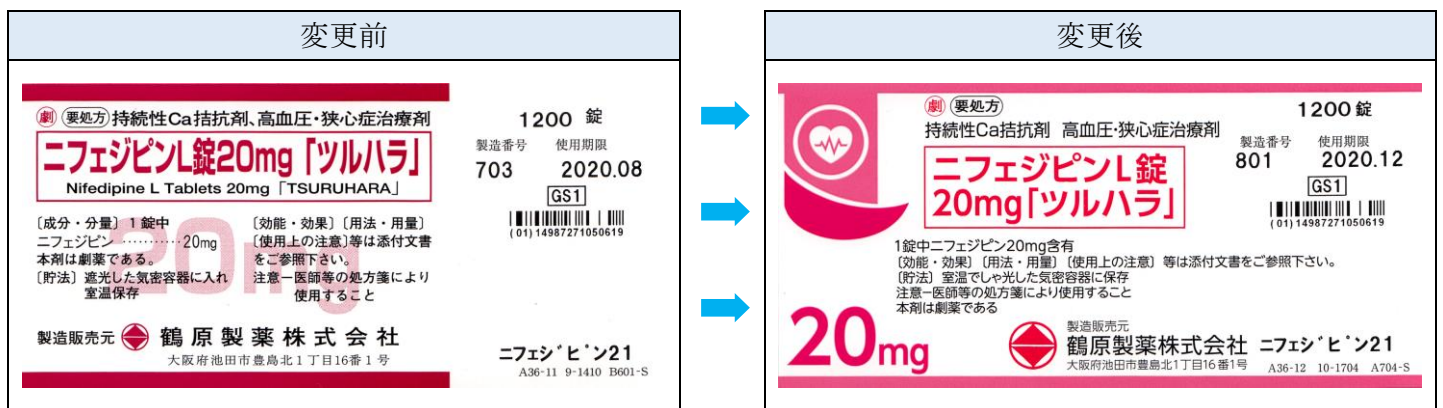 変更前
㊙劇 要処方 持続性Ca拮抗剤、高血圧・狭心症治療剤
ニフェジピンL錠20mg「ツルハラ」
Nifedipine L Tablets 20mg「TSURUHARA」
20mg
〔成分・分量〕1錠中
ニフェジピン ‥‥‥‥‥20mg
本剤は劇薬である。
〔貯法〕遮光した気密容器に入れ
室温保存
〔効能・効果〕〔用法・用量〕
〔使用上の注意〕等は添付文書
をご参照下さい。
注意−医師等の処方箋により
使用すること
製造販売元 鶴原製薬株式会社
大阪府池田市豊島北1丁目16番1号
1200 錠
製造番号 使用期限
703 2020.08
GS1
(01)14987271050619
ニフェジピン21
A36-11 9-1410 B601-S
変更後
劇 要処方
持続性Ca拮抗剤 高血圧・狭心症治療剤
ニフェジピンL錠
20mg「ツルハラ」
1錠中ニフェジピン20mg含有
〔効能・効果〕〔用法・用量〕〔使用上の注意〕等は添付文書をご参照下さい。
〔貯法〕室温でしゃ光した気密容器に保存
注意−医師等の処方箋により使用すること
本剤は劇薬である
20mg
製造販売元
鶴原製薬株式会社
大阪府池田市豊島北1丁目16番1号
1200 錠
製造番号 使用期限
801 2020.12
GS1
(01)14987271050619
ニフェジピン21
A36-12 10-1704 A704-S